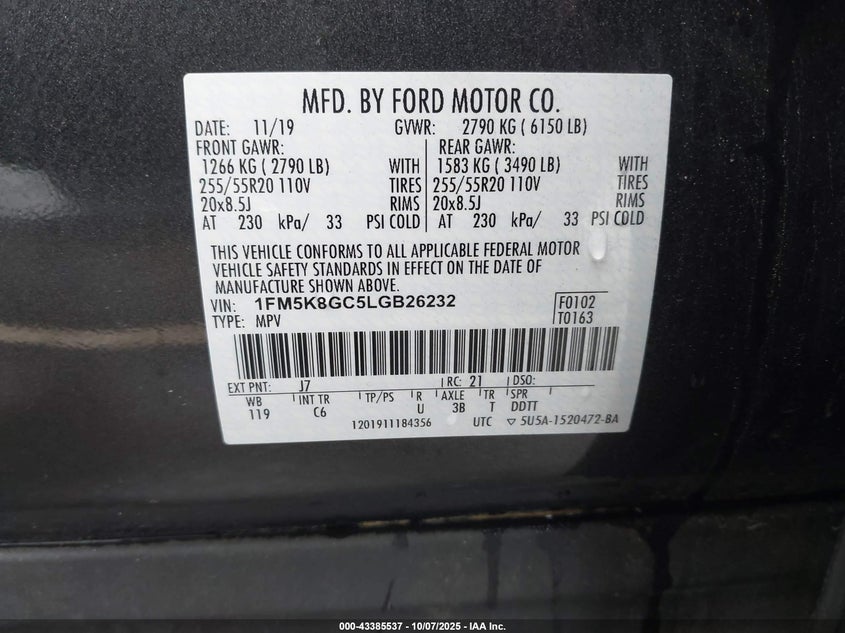 MFD. BY FORD MOTOR CO.
DATE: 11/19 GVWR: 2790 KG ( 6150 LB)
FRONT GAWR: REAR GAWR:
1266 KG ( 2790 LB) WITH 1583 KG ( 3490 LB) WITH
255/55R20 110V TIRES 255/55R20 110V TIRES
20x8.5J RIMS 20x8.5J RIMS
AT 230 kPa/ 33 PSI COLD AT 230 kPa/ 33 PSI COLD
THIS VEHICLE CONFORMS TO ALL APPLICABLE FEDERAL MOTOR
VEHICLE SAFETY STANDARDS IN EFFECT ON THE DATE OF
MANUFACTURE SHOWN ABOVE.
VIN: 1FM5K8GC5LGB26232 F0102
TYPE: MPV T0163
EXT PNT: J7 RC: 21 DSO:
WB INT TR TP/PS R AXLE TR SPR
119 C6 U 3B T DDTT
1201911184356 UTC ▽ 5U5A-1520472-BA
000-43385537 - 10/07/2025 - IAA Inc.